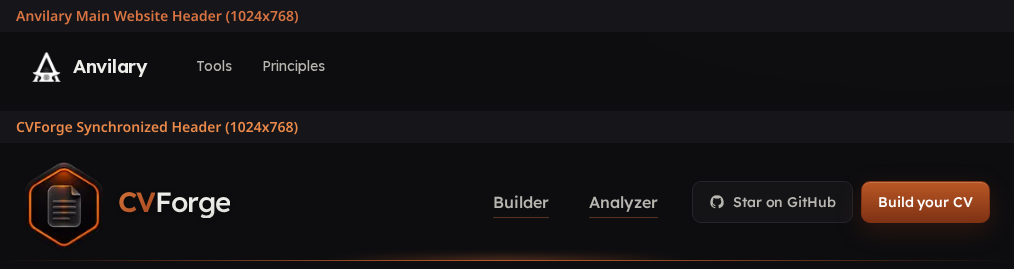 Anvilary Main Website Header (1024x768)
Anvilary Tools Principles
CVForge Synchronized Header (1024x768)
CVForge Builder Analyzer Star on GitHub Build your CV